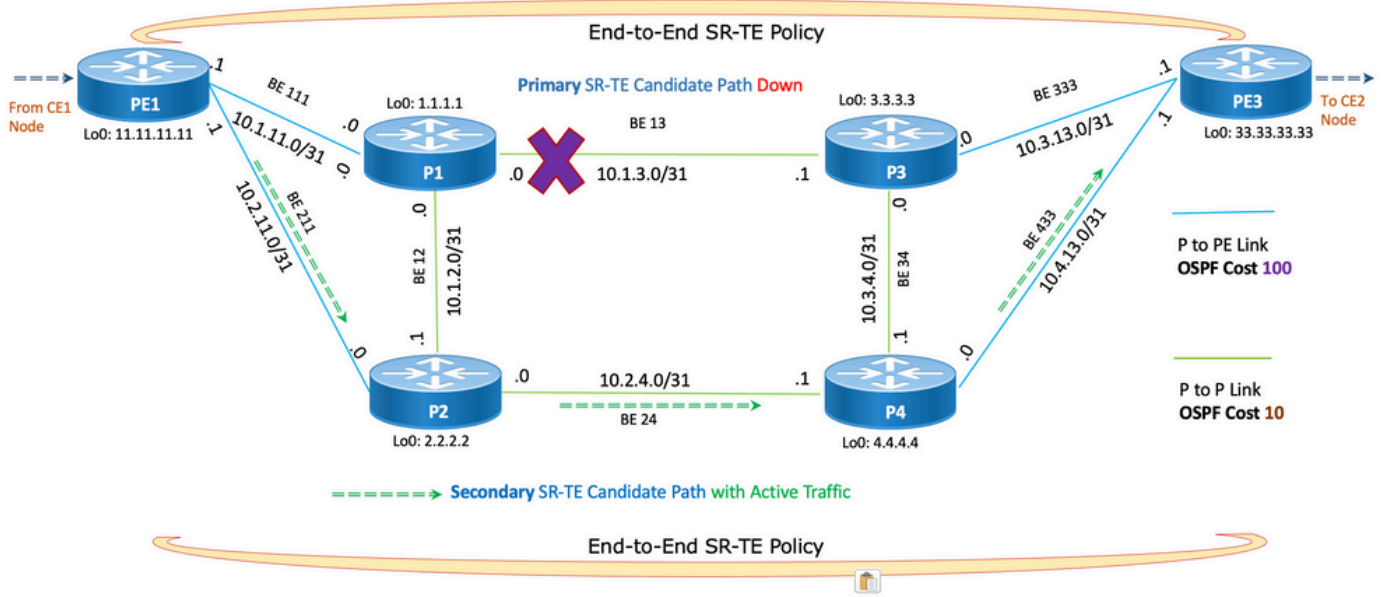 End-to-End SR-TE Policy
PE1
Lo0: 11.11.11.11
From CE1
Node
.1
.1
BE 111
10.1.11.0/31
.0
.0
Primary SR-TE Candidate Path Down
Lo0: 1.1.1.1
P1
.0
BE 13
10.1.3.0/31
.1
Lo0: 3.3.3.3
P3
.0
BE 333
10.3.13.0/31
.1
.1
PE3
Lo0: 33.33.33.33
To CE2
Node
BE 211
10.2.11.0/31
.0
.0
BE 12
10.1.2.0/31
.1
.0
BE 34
10.3.4.0/31
.1
BE 433
10.4.13.0/31
.0
P to PE Link
OSPF Cost 100
P2
Lo0: 2.2.2.2
.0
10.2.4.0/31
BE 24
.1
P4
Lo0: 4.4.4.4
P to P Link
OSPF Cost 10
Secondary SR-TE Candidate Path with Active Traffic
End-to-End SR-TE Policy